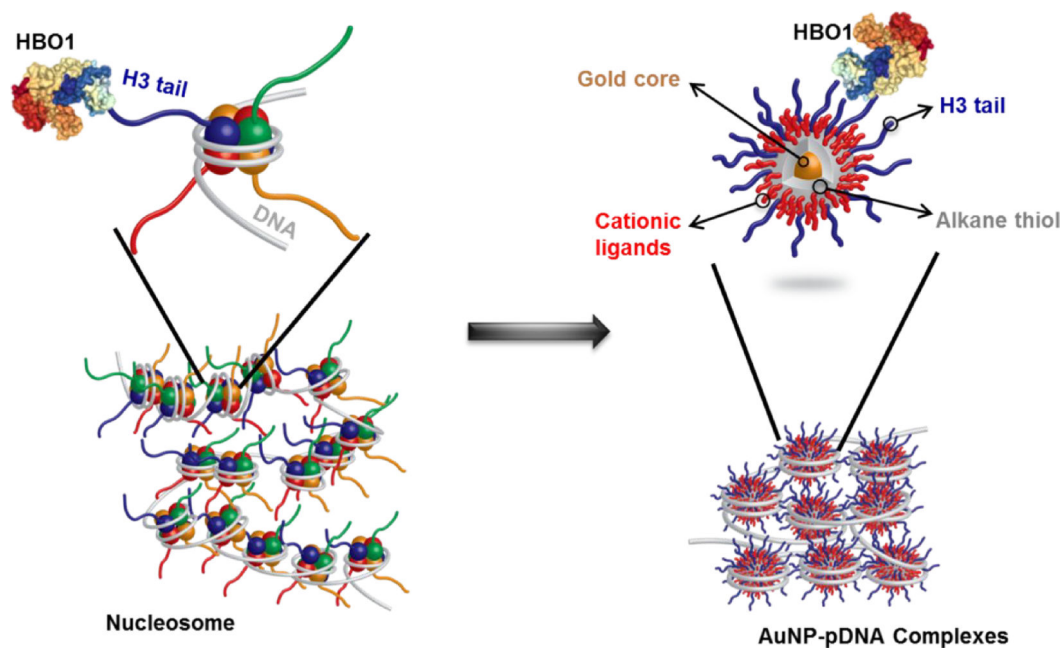 HBO1
H3 tail
DNA
Nucleosome
HBO1
Gold core
H3 tail
Cationic
ligands
Alkane thiol
AuNP-pDNA Complexes